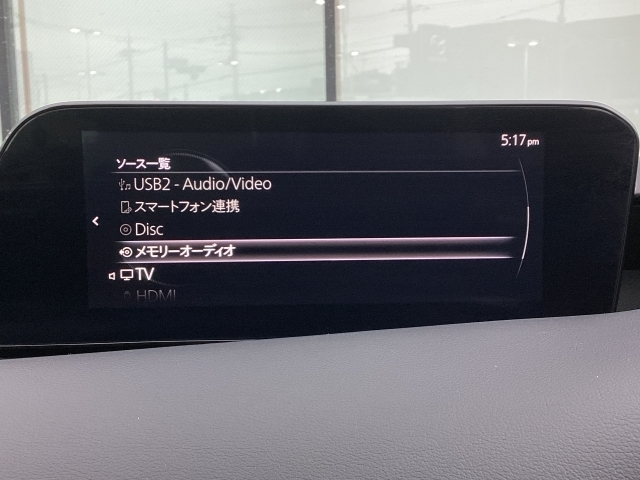 5:17pm
ソース一覧
USB2 - Audio/Video
スマートフォン連携
Disc
メモリーオーディオ
TV
HDMI